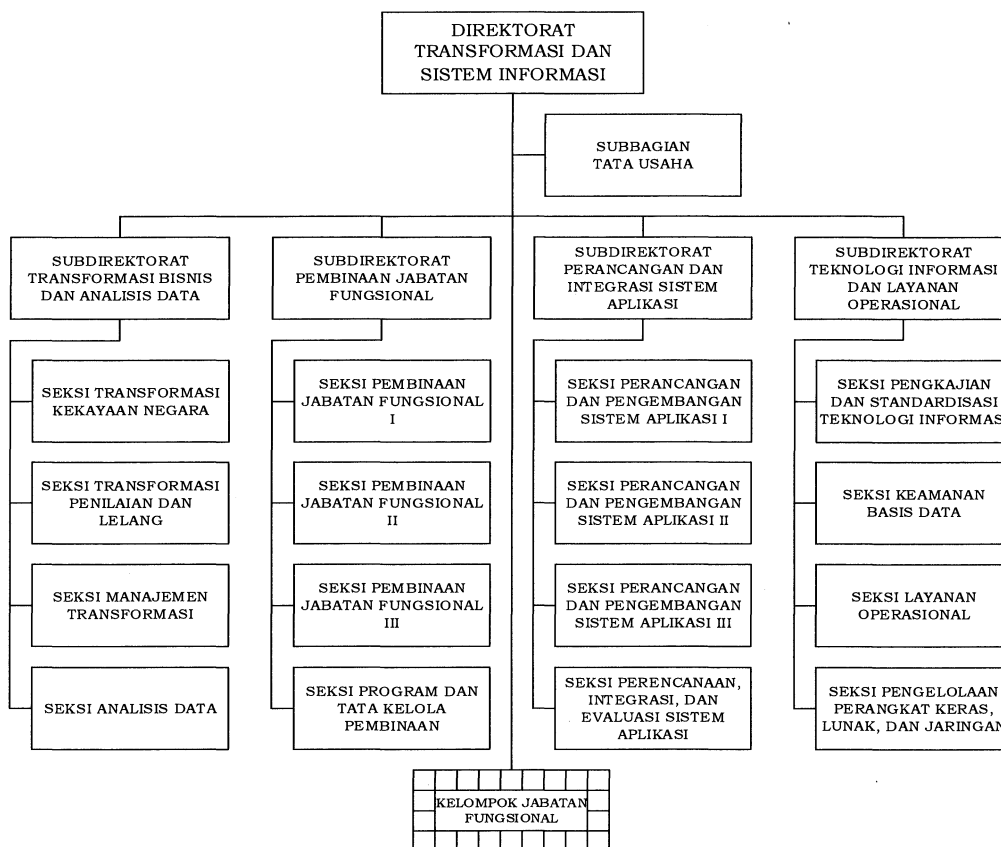 DIREKTORAT
TRANSFORMASI DAN
SISTEM INFORMASI
SUBBAGIAN
TATA USAHA
SUBDIREKTORAT
TRANSFORMASI BISNIS
DAN ANALISIS DATA
SUBDIREKTORAT
PEMBINAAN JABATAN
FUNGSIONAL
SUBDIREKTORAT
PERANCANGAN DAN
INTEGRASI SISTEM
APLIKASI
SUBDIREKTORAT
TEKNOLOGI INFORMASI
DAN LAYANAN
OPERASIONAL
SEKSI TRANSFORMASI
KEKAYAAN NEGARA
SEKSI PEMBINAAN
JABATAN FUNGSIONAL
I
SEKSI PERANCANGAN
DAN PENGEMBANGAN
SISTEM APLIKASI I
SEKSI PENGKAJIAN
DAN STANDARDISASI
TEKNOLOGI INFORMAS
SEKSI TRANSFORMASI
PENILAIAN DAN
LELANG
SEKSI PEMBINAAN
JABATAN FUNGSIONAL
II
SEKSI PERANCANGAN
DAN PENGEMBANGAN
SISTEM APLIKASI II
SEKSI KEAMANAN
BASIS DATA
SEKSI MANAJEMEN
TRANSFORMASI
SEKSI PEMBINAAN
JABATAN FUNGSIONAL
III
SEKSI PERANCANGAN
DAN PENGEMBANGAN
SISTEM APLIKASI III
SEKSI LAYANAN
OPERASIONAL
SEKSI ANALISIS DATA
SEKSI PROGRAM DAN
TATA KELOLA
PEMBINAAN
SEKSI PERENCANAAN,
INTEGRASI, DAN
EVALUASI SISTEM
APLIKASI
SEKSI PENGELOLAAN
PERANGKAT KERAS,
LUNAK, DAN JARINGAN
KELOMPOK JABATAN
FUNGSIONAL